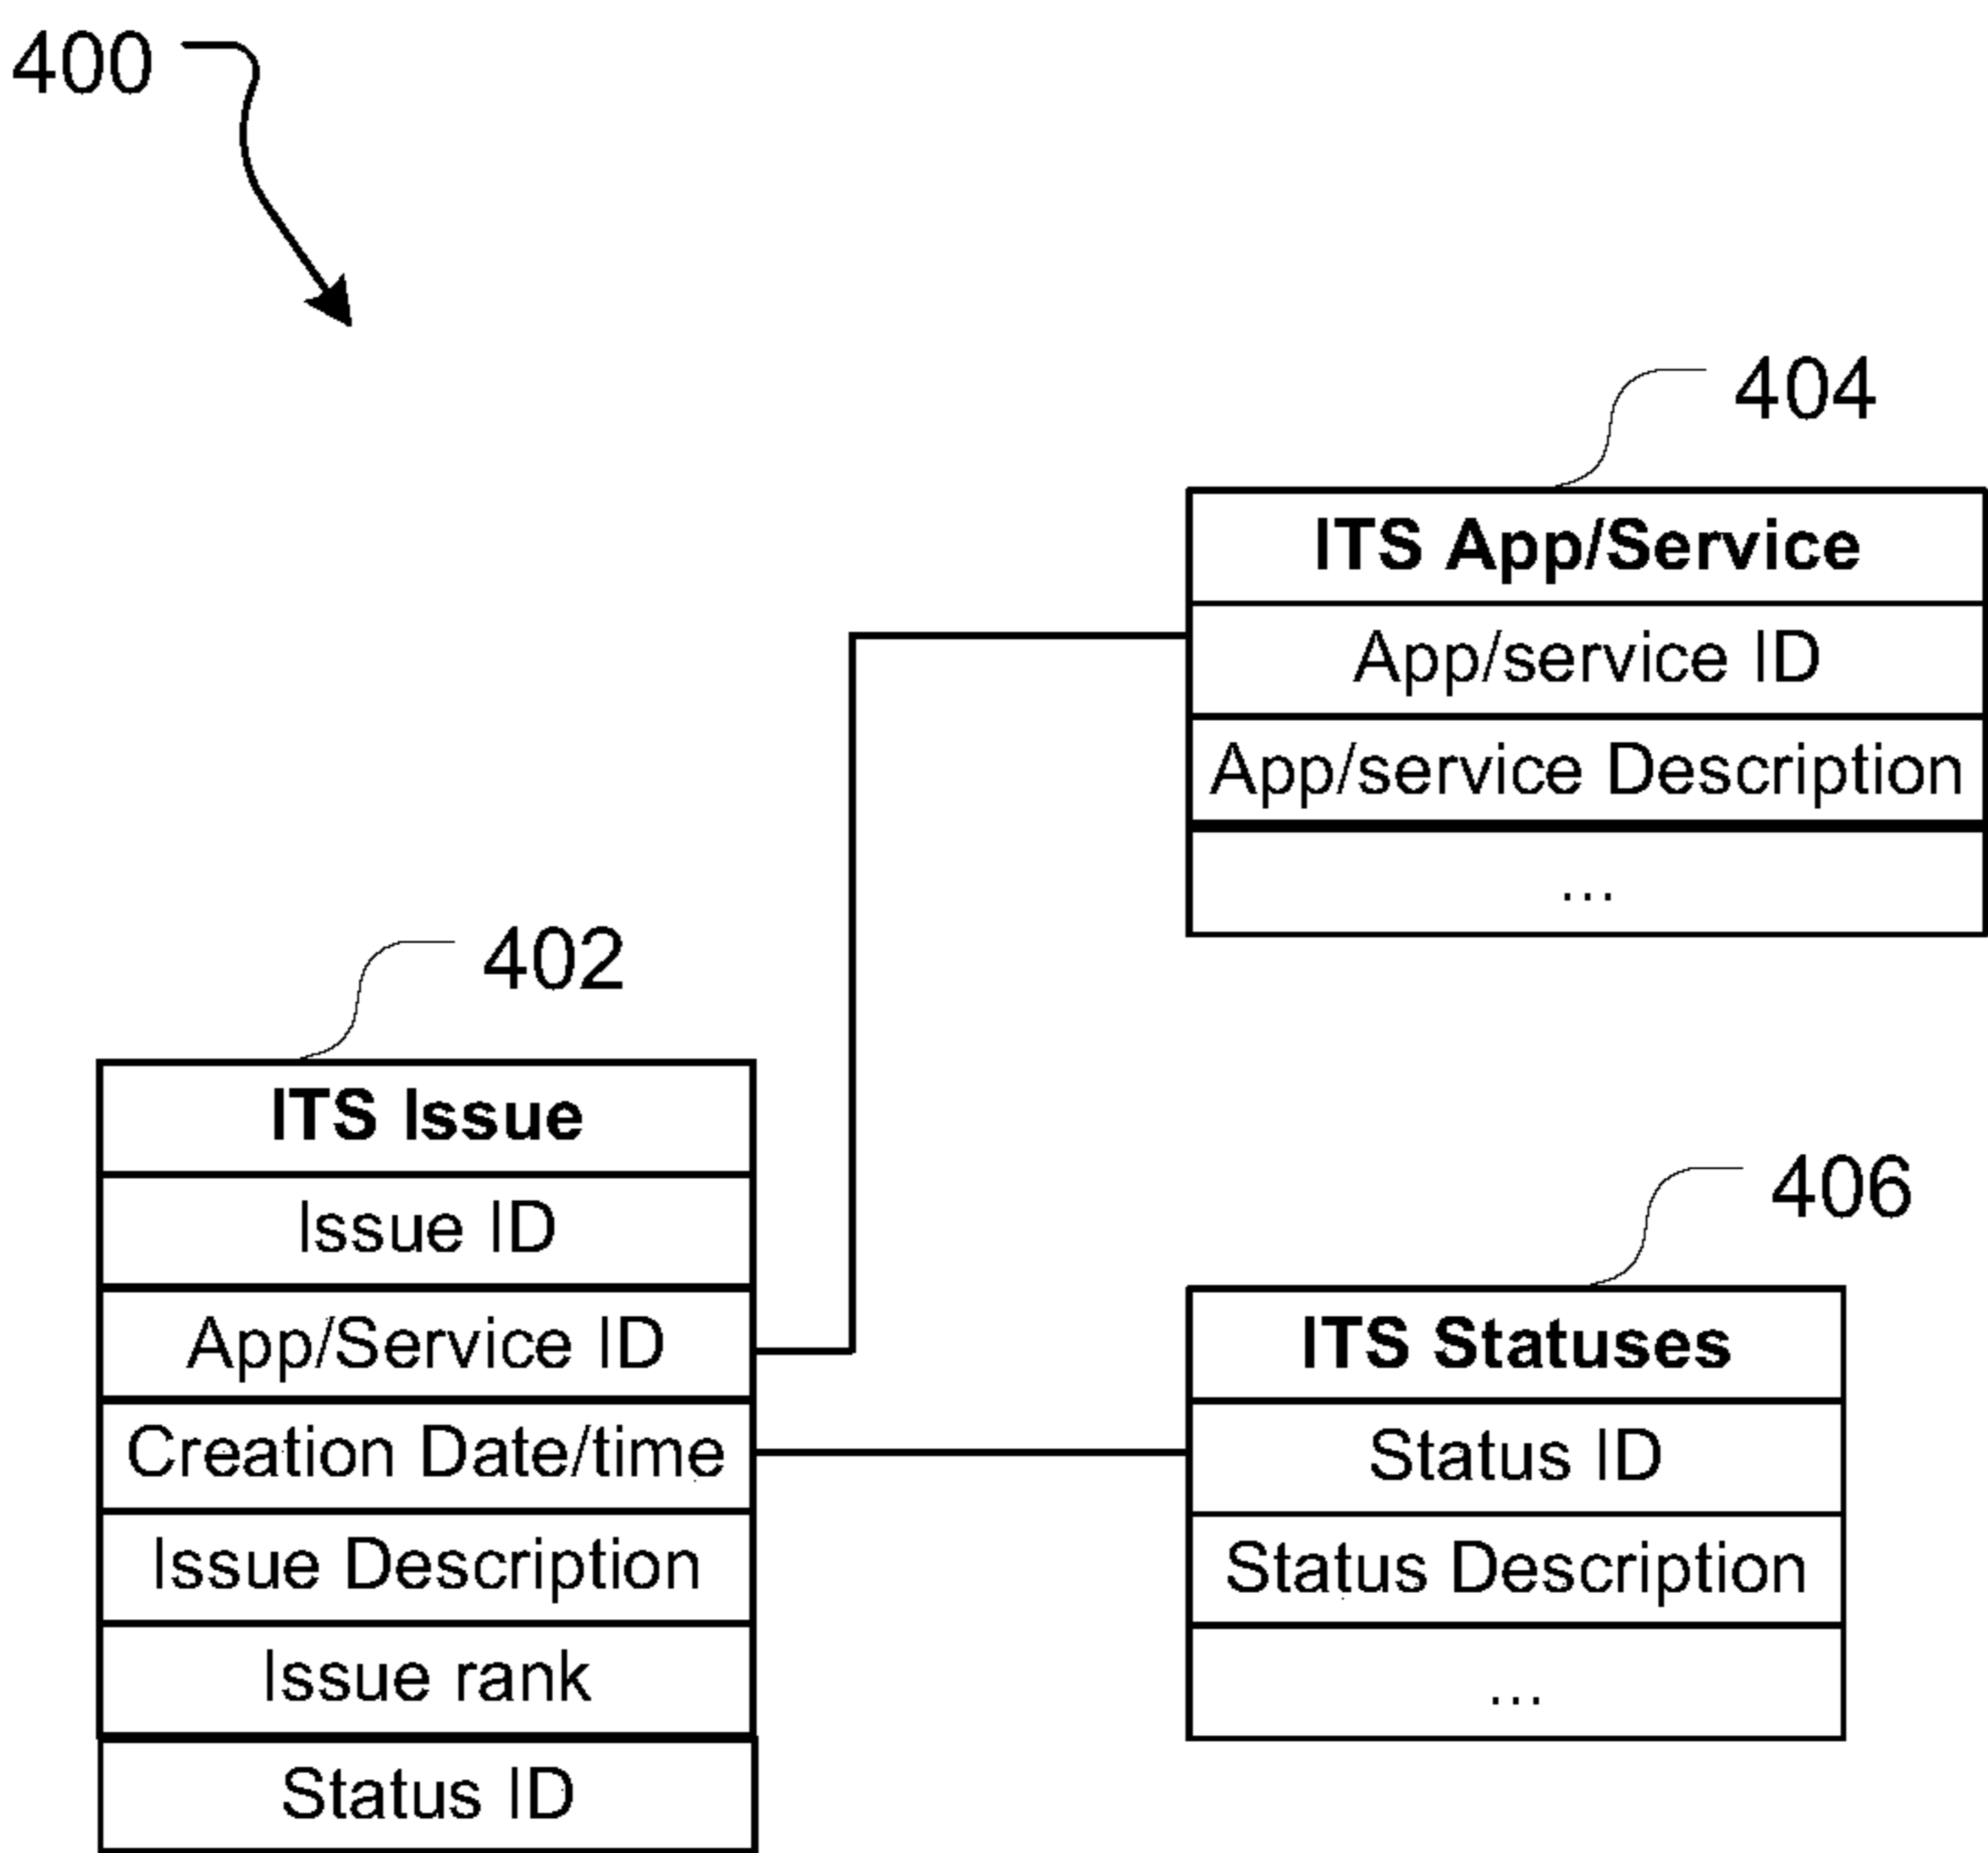 400
404
ITS App/Service
App/service ID
App/service Description
...
402
ITS Issue
Issue ID
App/Service ID
Creation Date/time
Issue Description
Issue rank
Status ID
406
ITS Statuses
Status ID
Status Description
...